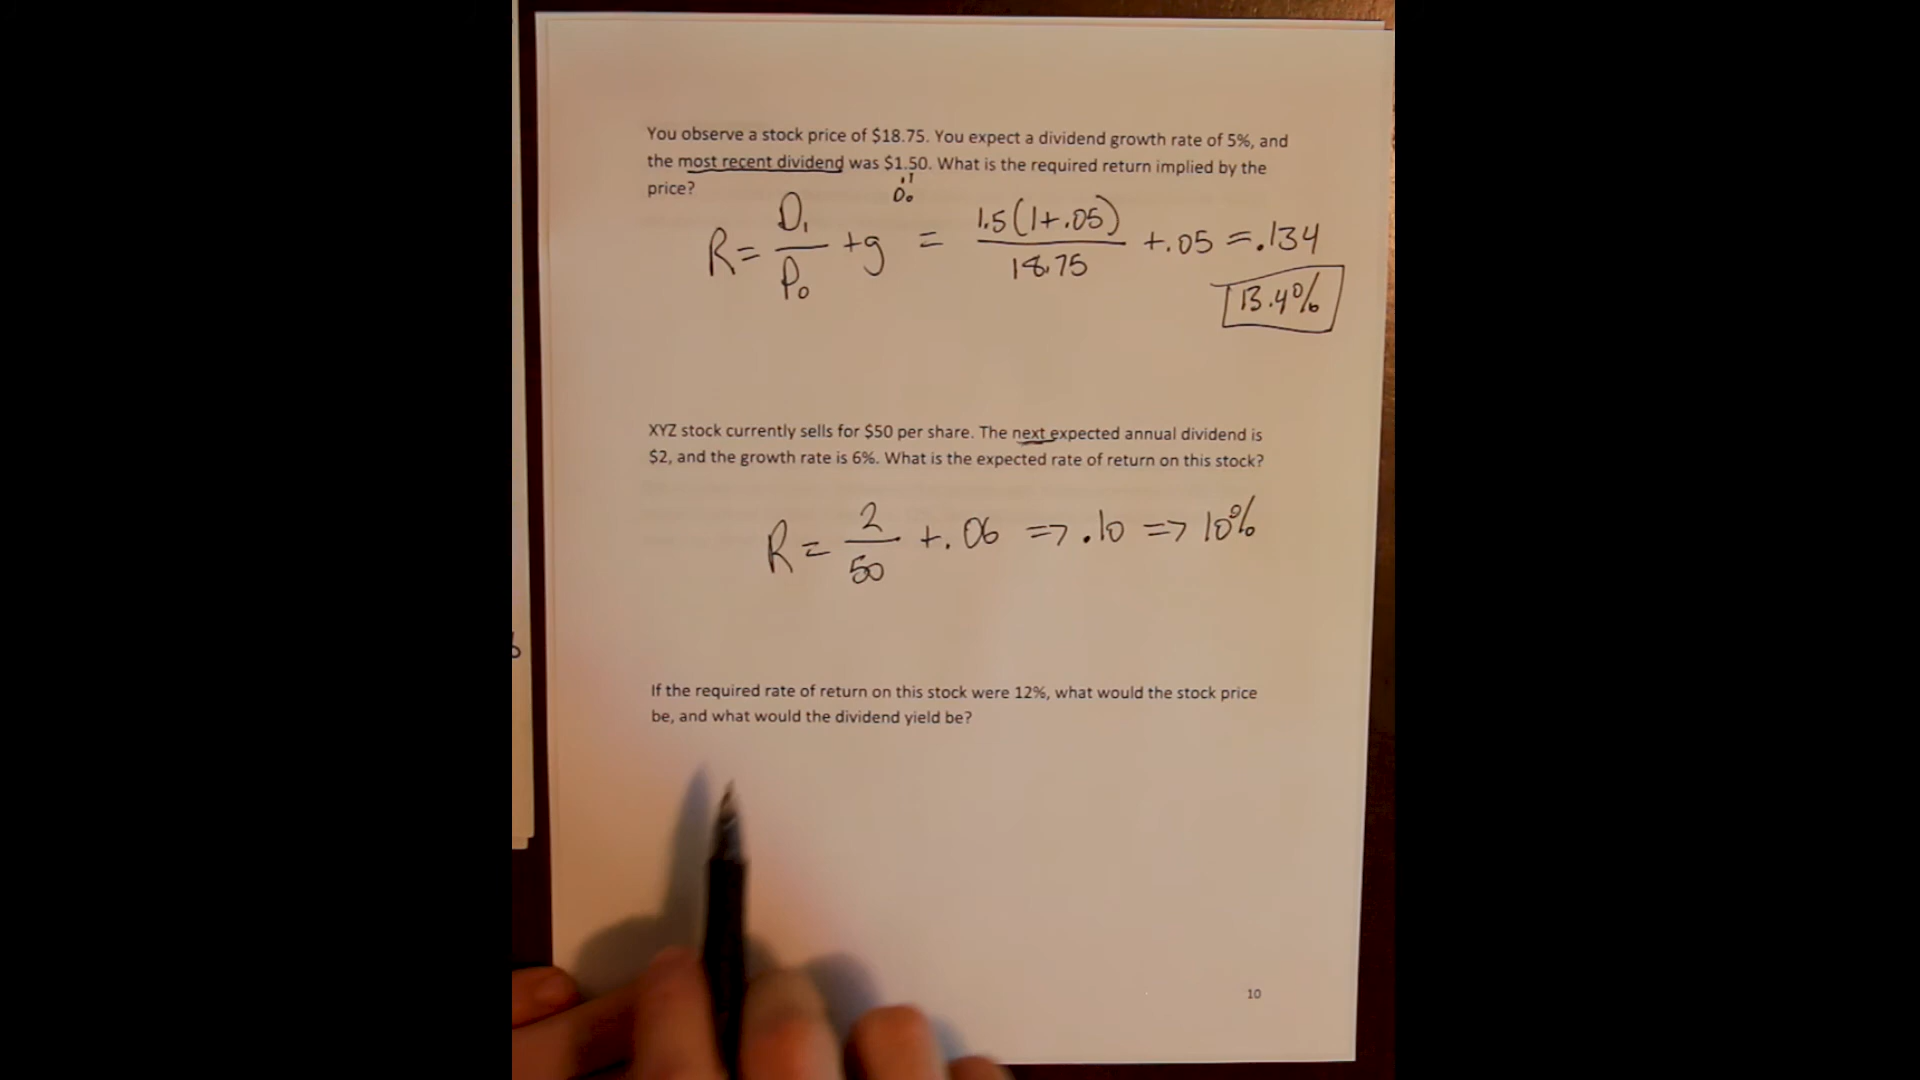 You observe a stock price of $18.75. You expect a dividend growth rate of 5%, and
the most recent dividend was $1.50. What is the required return implied by the
price?
D₀
R = D₁/P₀ + g = 1.5(1+.05)/18.75 + .05 = .134
13.4%
XYZ stock currently sells for $50 per share. The next expected annual dividend is
$2, and the growth rate is 6%. What is the expected rate of return on this stock?
R = 2/50 + .06 => .10 => 10%
If the required rate of return on this stock were 12%, what would the stock price
be, and what would the dividend yield be?
10